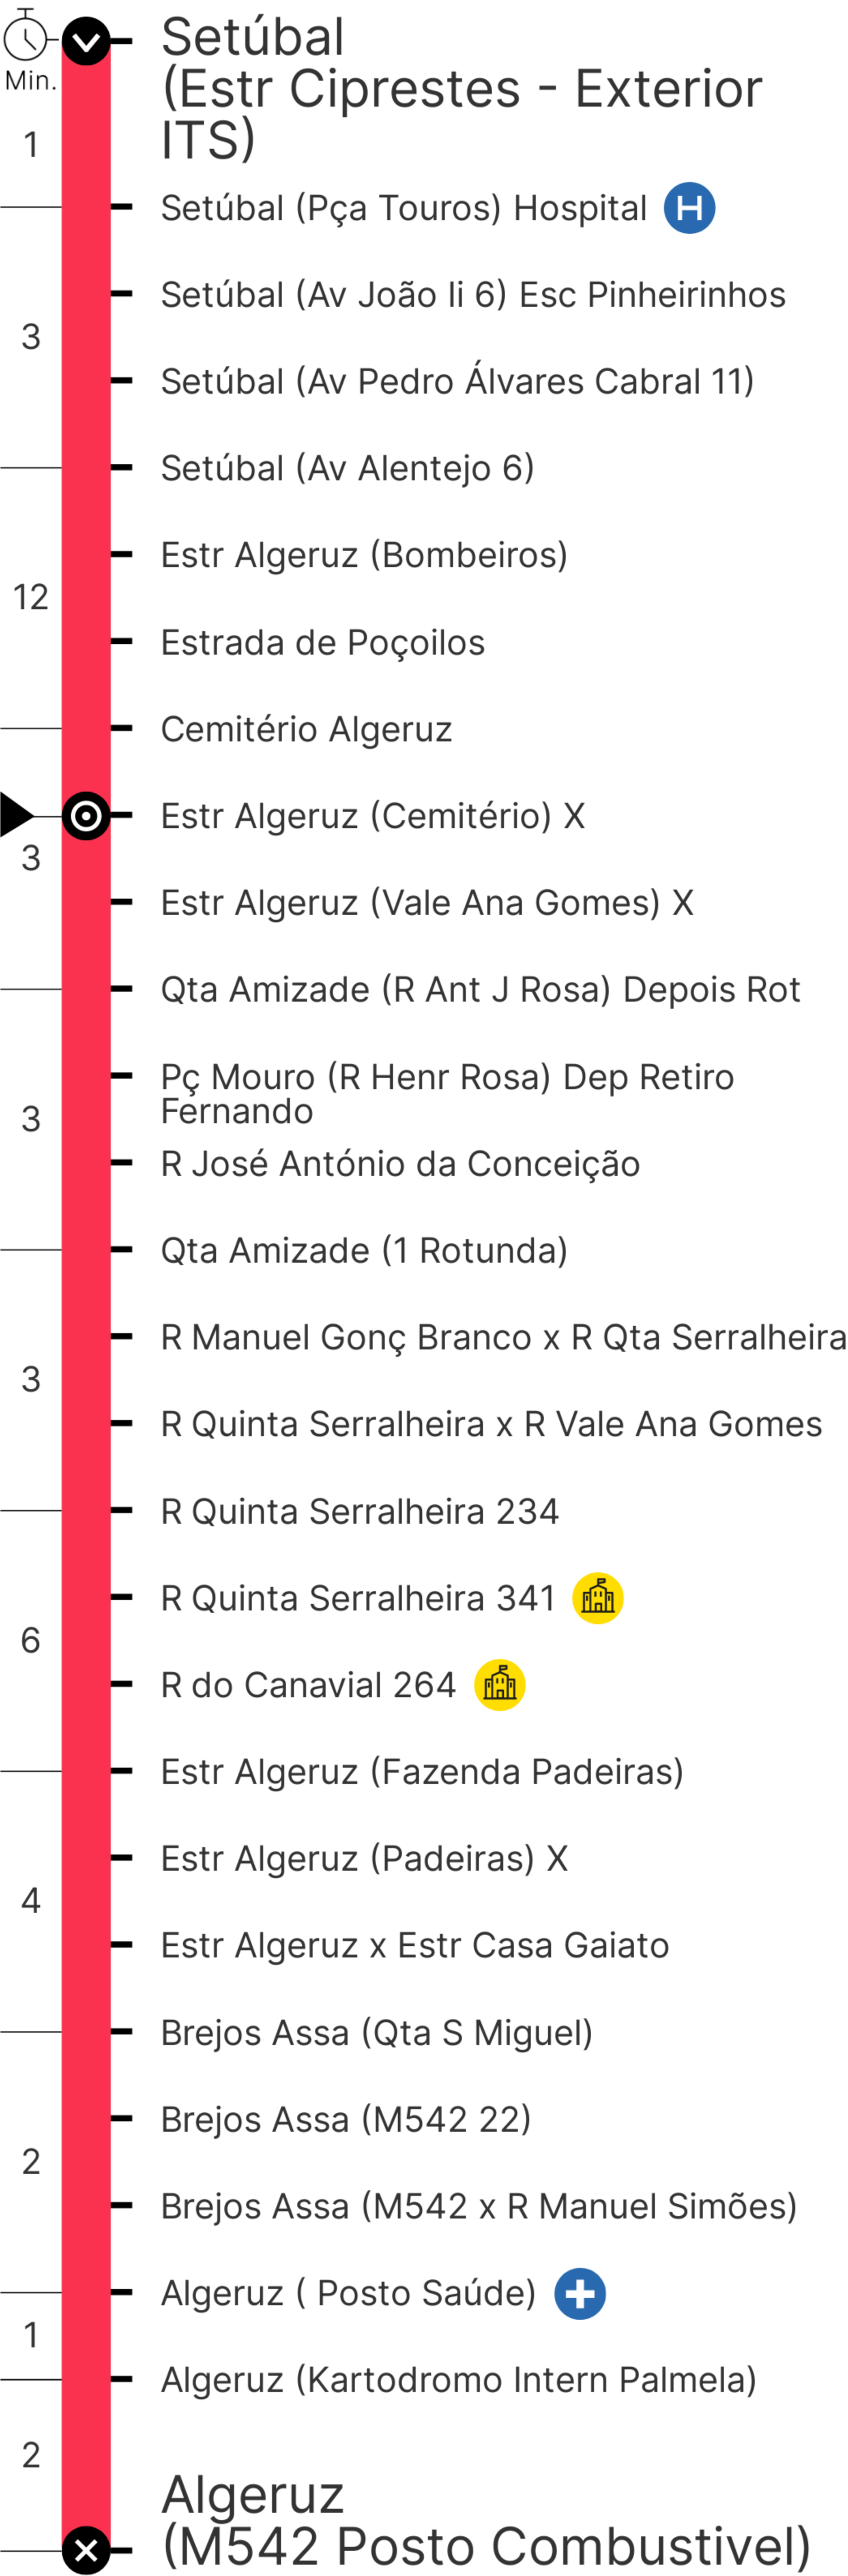 Setúbal
(Estr Ciprestes - Exterior
ITS)
Min.
1
Setúbal (Pça Touros) Hospital H
Setúbal (Av João Ii 6) Esc Pinheirinhos
3
Setúbal (Av Pedro Álvares Cabral 11)
Setúbal (Av Alentejo 6)
Estr Algeruz (Bombeiros)
12
Estrada de Poçoilos
Cemitério Algeruz
Estr Algeruz (Cemitério) X
3
Estr Algeruz (Vale Ana Gomes) X
Qta Amizade (R Ant J Rosa) Depois Rot
Pç Mouro (R Henr Rosa) Dep Retiro
Fernando
3
R José António da Conceição
Qta Amizade (1 Rotunda)
R Manuel Gonç Branco x R Qta Serralheira
3
R Quinta Serralheira x R Vale Ana Gomes
R Quinta Serralheira 234
R Quinta Serralheira 341
6
R do Canavial 264
Estr Algeruz (Fazenda Padeiras)
Estr Algeruz (Padeiras) X
4
Estr Algeruz x Estr Casa Gaiato
Brejos Assa (Qta S Miguel)
Brejos Assa (M542 22)
2
Brejos Assa (M542 x R Manuel Simões)
Algeruz ( Posto Saúde)
1
Algeruz (Kartodromo Intern Palmela)
2
Algeruz
(M542 Posto Combustivel)